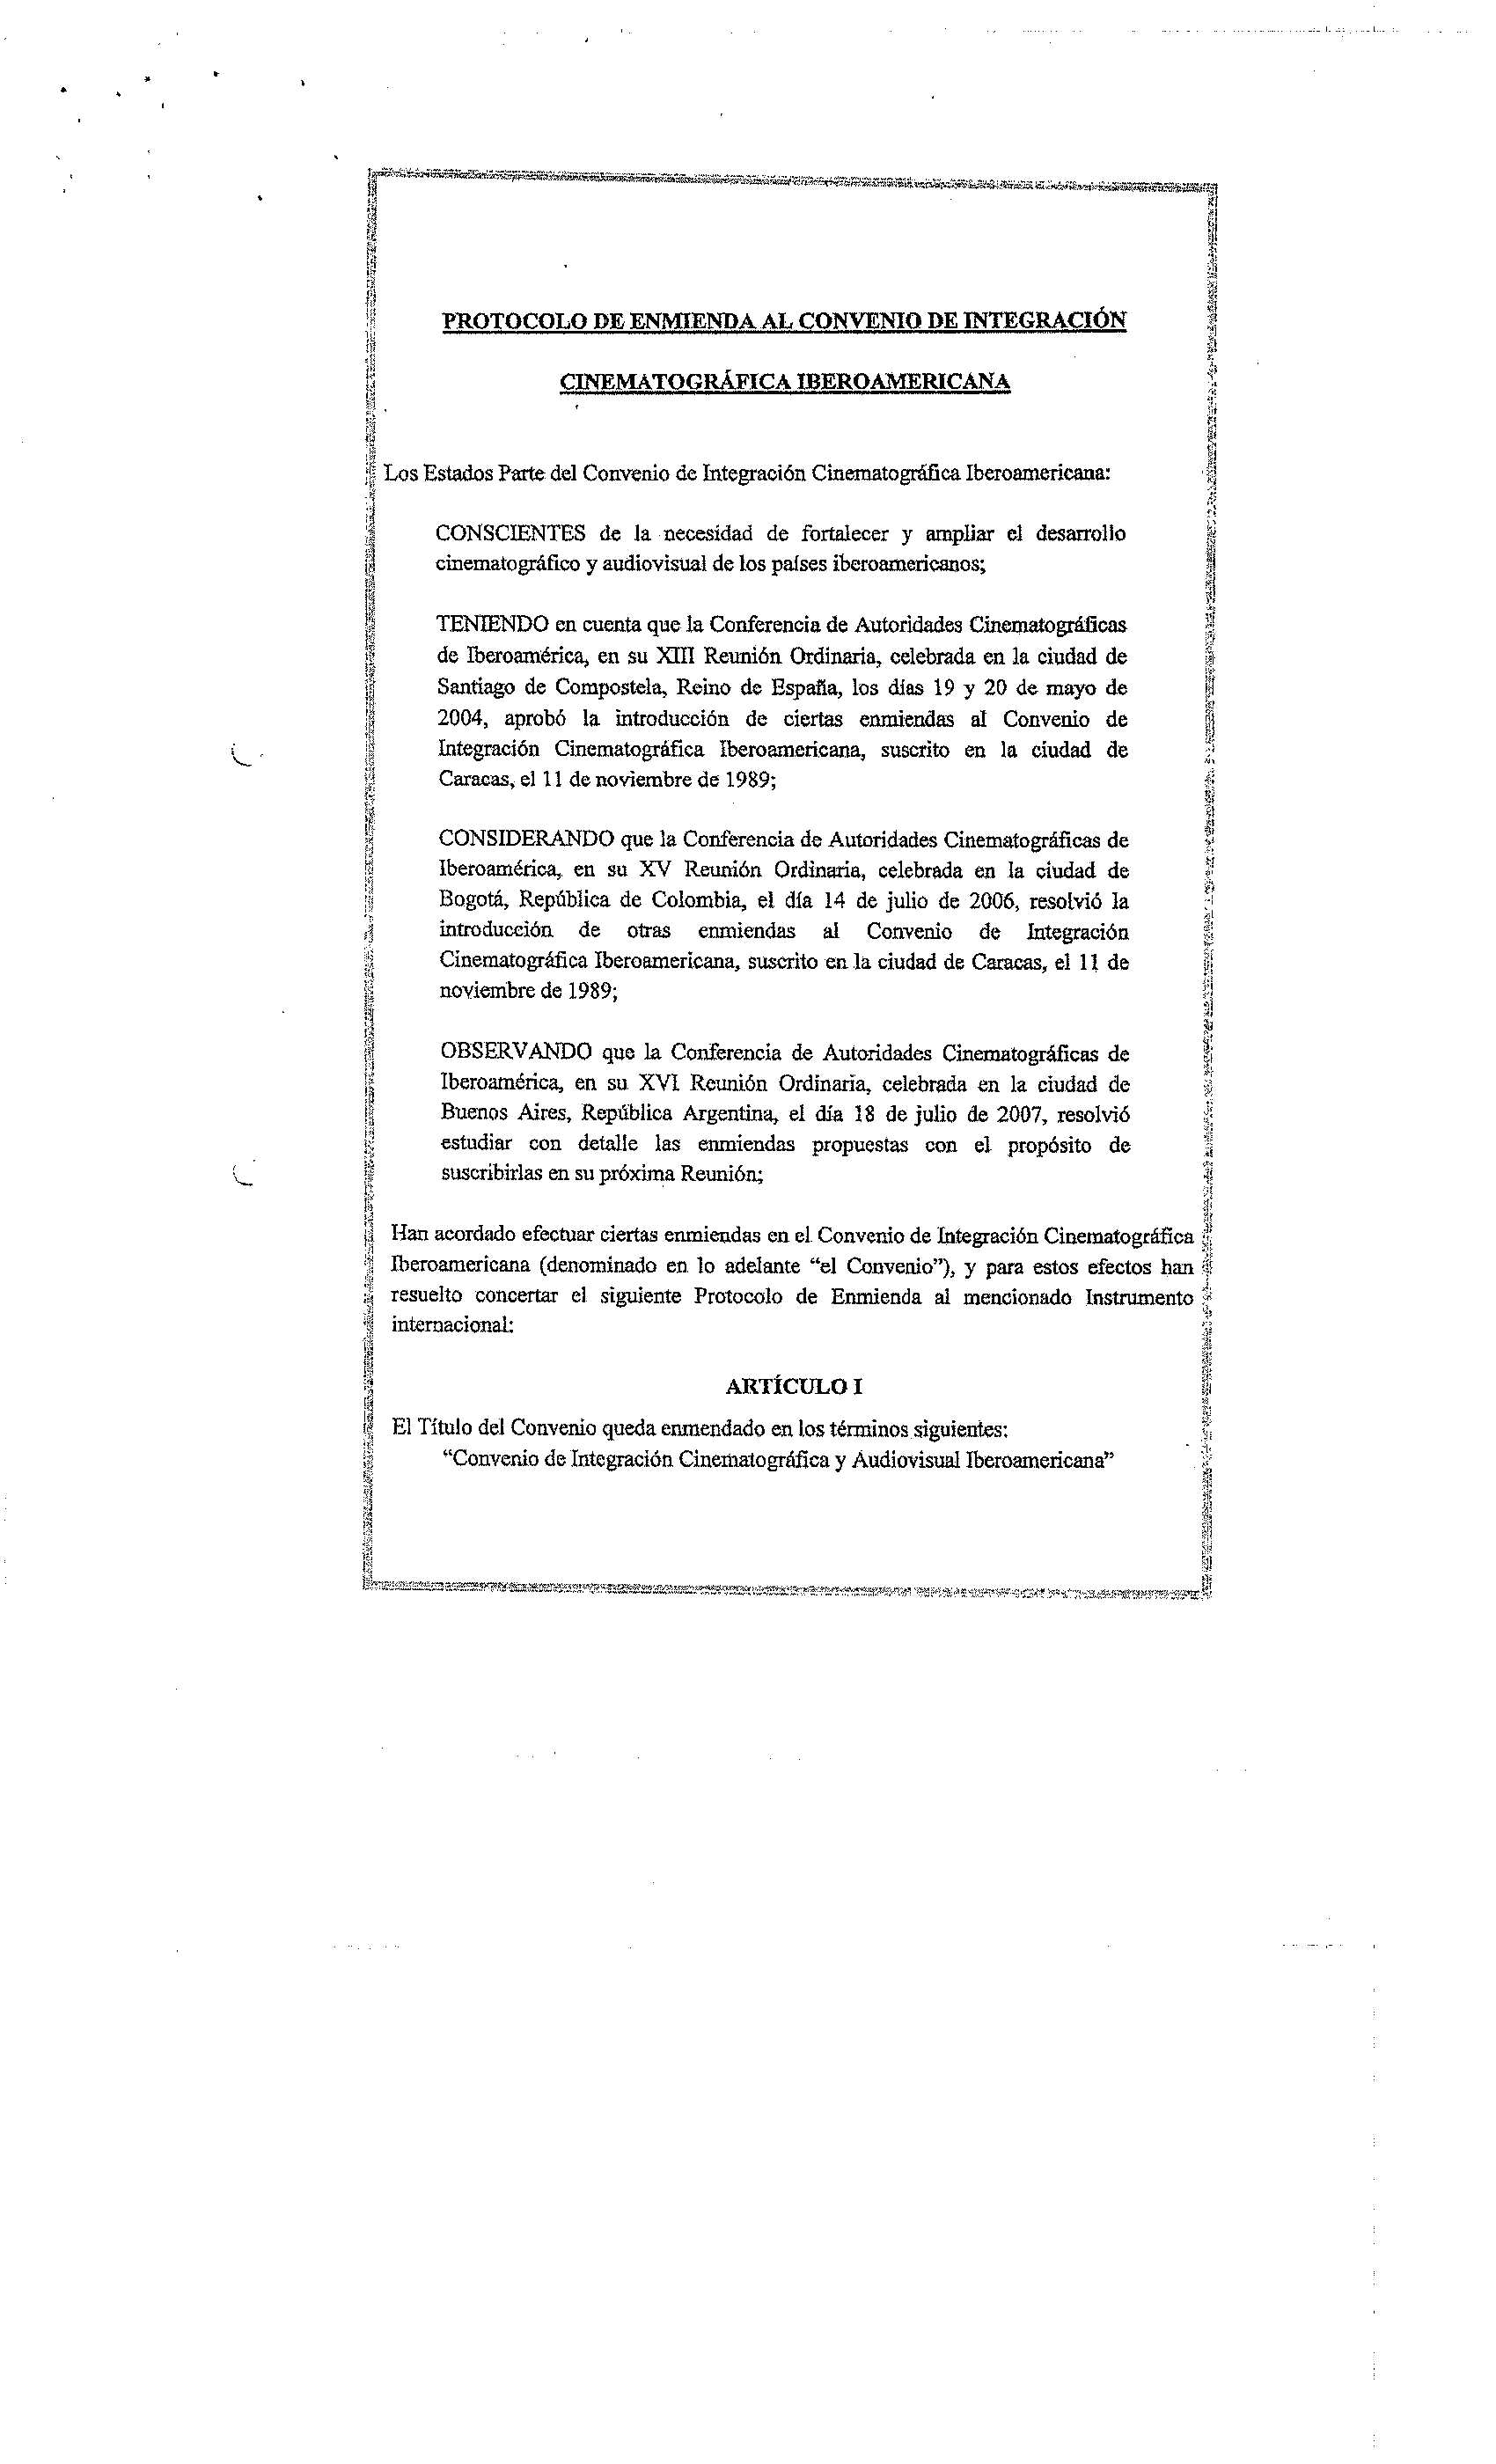 PROTOCOLO DE ENMIENDA AL CONVENIO DE INTEGRACIÓN
CINEMATOGRÁFICA IBEROAMERICANA
Los Estados Parte del Convenio de Integración Cinematográfica Iberoamericana:
CONSCIENTES de la necesidad de fortalecer y ampliar el desarrollo
cinematográfico y audiovisual de los países iberoamericanos;
TENIENDO en cuenta que la Conferencia de Autoridades Cinematográficas
de Iberoamérica, en su XIII Reunión Ordinaria, celebrada en la ciudad de
Santiago de Compostela, Reino de España, los días 19 y 20 de mayo de
2004, aprobó la introducción de ciertas enmiendas al Convenio de
Integración Cinematográfica Iberoamericana, suscrito en la ciudad de
Caracas, el 11 de noviembre de 1989;
CONSIDERANDO que la Conferencia de Autoridades Cinematográficas de
Iberoamérica, en su XV Reunión Ordinaria, celebrada en la ciudad de
Bogotá, República de Colombia, el día 14 de julio de 2006, resolvió la
introducción de otras enmiendas al Convenio de Integración
Cinematográfica Iberoamericana, suscrito en la ciudad de Caracas, el 11 de
noviembre de 1989;
OBSERVANDO que la Conferencia de Autoridades Cinematográficas de
Iberoamérica, en su XVI Reunión Ordinaria, celebrada en la ciudad de
Buenos Aires, República Argentina, el día 18 de julio de 2007, resolvió
estudiar con detalle las enmiendas propuestas con el propósito de
suscribirlas en su próxima Reunión;
Han acordado efectuar ciertas enmiendas en el Convenio de Integración Cinematográfica
Iberoamericana (denominado en lo adelante “el Convenio”), y para estos efectos han
resuelto concertar el siguiente Protocolo de Enmienda al mencionado Instrumento
internacional:
ARTÍCULO I
El Título del Convenio queda enmendado en los términos siguientes:
“Convenio de Integración Cinematográfica y Audiovisual Iberoamericana”